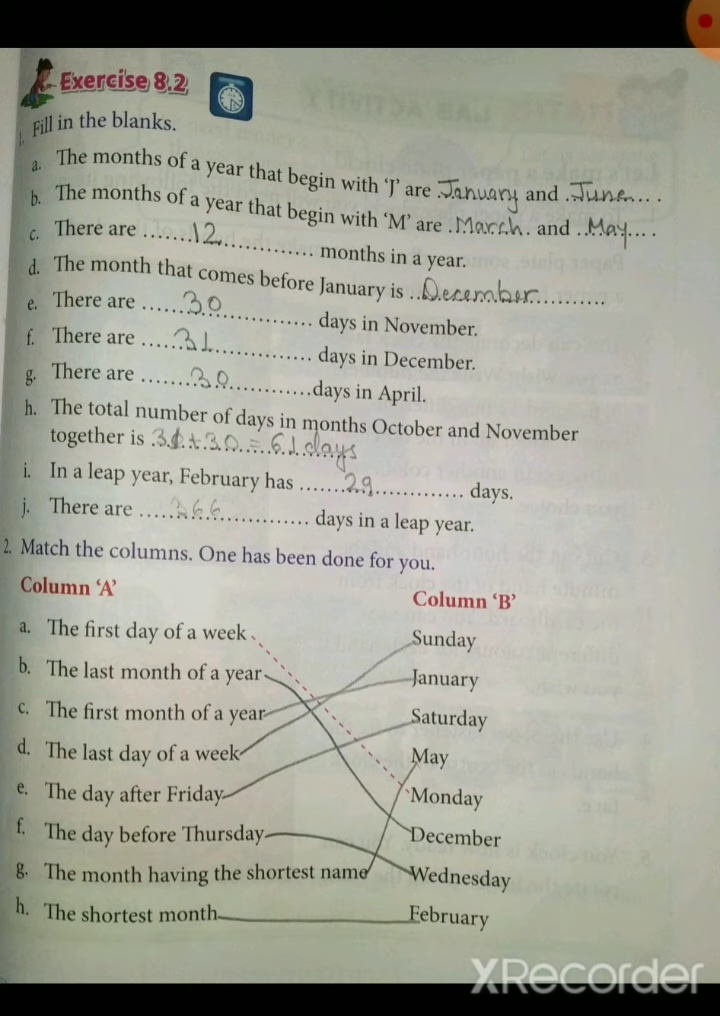 Exercise 8.2
1. Fill in the blanks.
a. The months of a year that begin with 'J' are January and June.
b. The months of a year that begin with 'M' are March and May.
c. There are 12 months in a year.
d. The month that comes before January is December
e. There are 30 days in November.
f. There are 31 days in December.
g. There are 30 days in April.
h. The total number of days in months October and November
together is 31+30 = 61 days
i. In a leap year, February has 29 days.
j. There are 366 days in a leap year.
2. Match the columns. One has been done for you.
Column 'A' Column 'B'
a. The first day of a week Sunday
b. The last month of a year January
c. The first month of a year Saturday
d. The last day of a week May
e. The day after Friday Monday
f. The day before Thursday December
g. The month having the shortest name Wednesday
h. The shortest month February
XRecorder